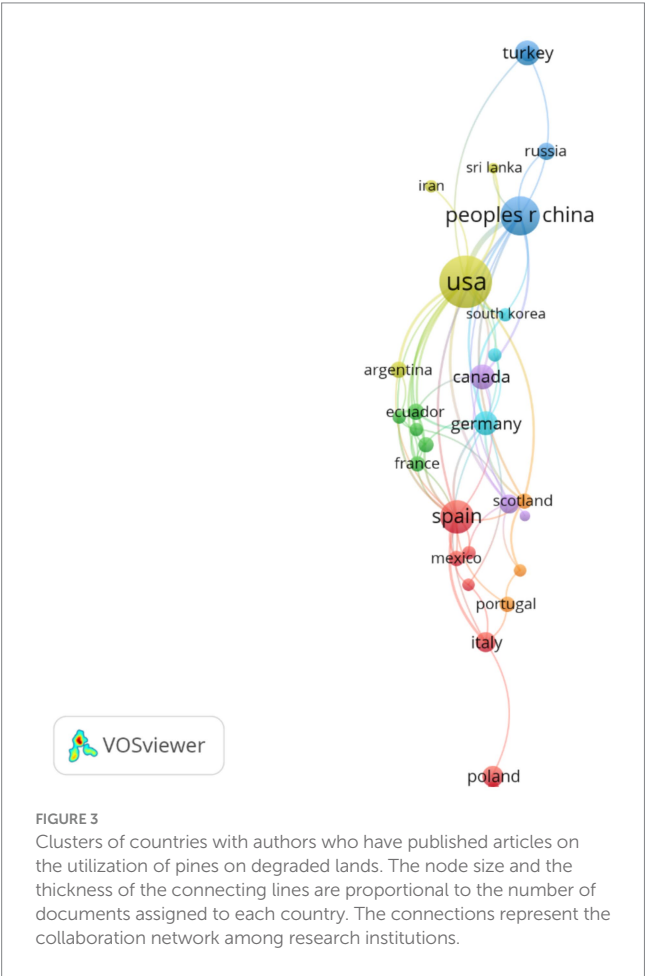 turkey
russia
sri lanka
iran
peoples r china
usa
south korea
argentina
canada
ecuador
germany
france
scotland
spain
mexico
portugal
italy
VOSviewer
poland
FIGURE 3
Clusters of countries with authors who have published articles on
the utilization of pines on degraded lands. The node size and the
thickness of the connecting lines are proportional to the number of
documents assigned to each country. The connections represent the
collaboration network among research institutions.